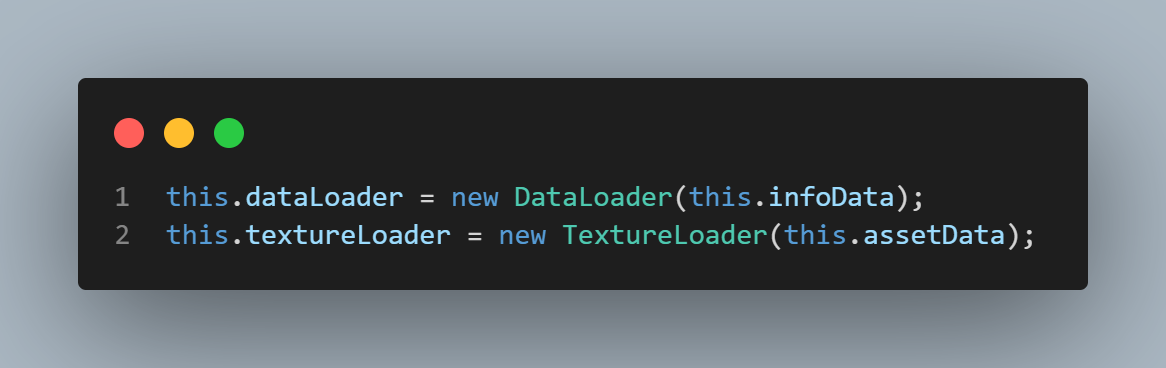 1 this.dataLoader = new DataLoader(this.infoData);
2 this.textureLoader = new TextureLoader(this.assetData);